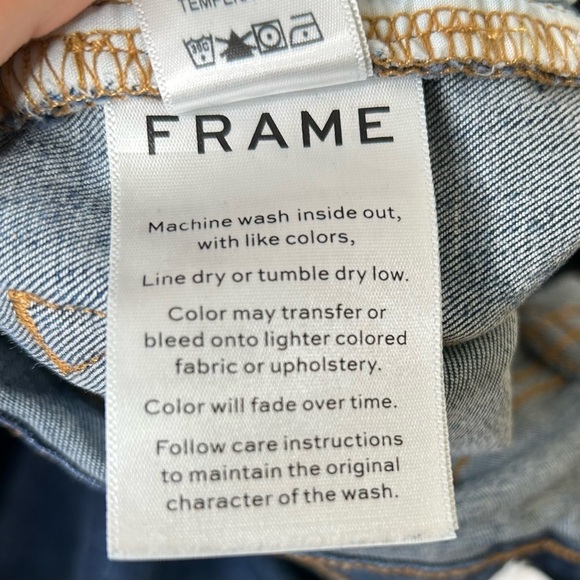 30C
FRAME
Machine wash inside out,
with like colors,
Line dry or tumble dry low.
Color may transfer or
bleed onto lighter colored
fabric or upholstery.
Color will fade over time.
Follow care instructions
to maintain the original
character of the wash.